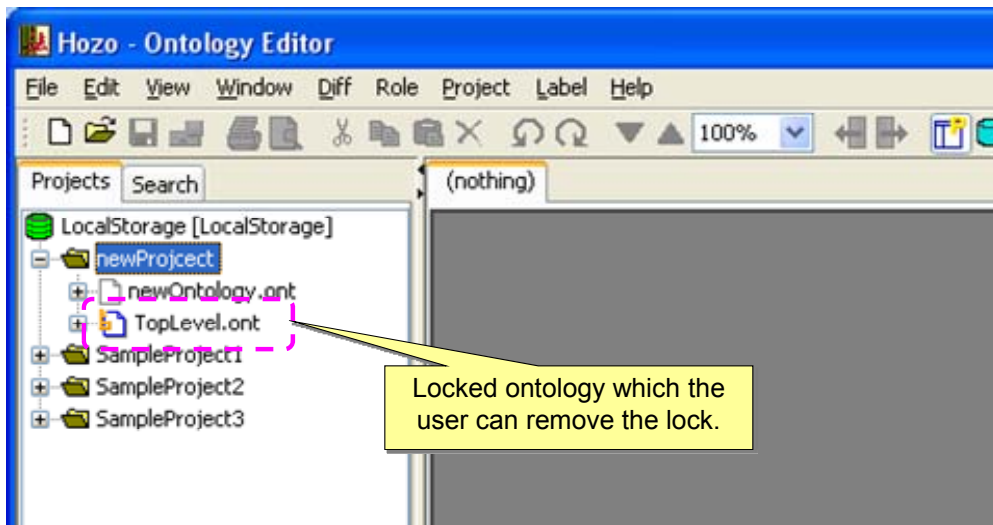 Hozo - Ontology Editor
File Edit View Window Diff Role Project Label Help
100%
Projects Search (nothing)
LocalStorage [LocalStorage]
newProjcect
newOntology.ont
TopLevel.ont
SampleProject1
SampleProject2
SampleProject3
Locked ontology which the
user can remove the lock.